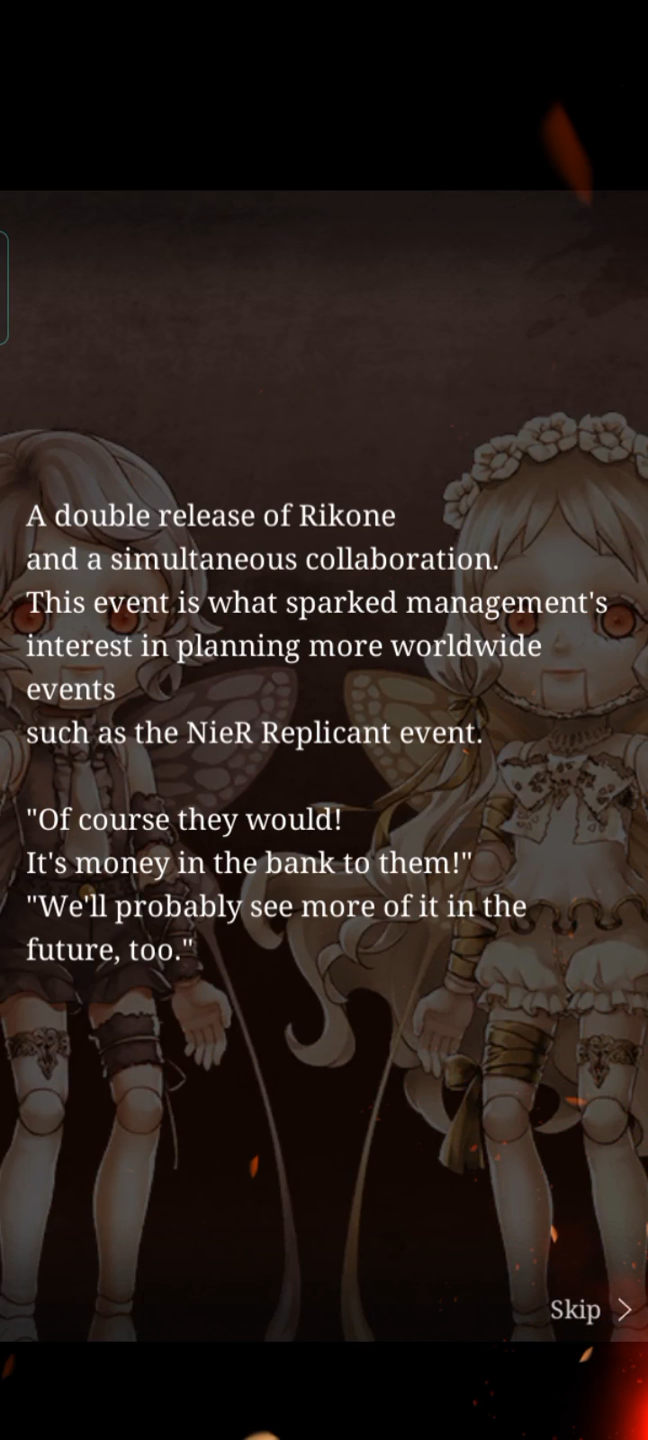 A double release of Rikone
and a simultaneous collaboration.
This event is what sparked management's
interest in planning more worldwide
events
such as the NieR Replicant event.
"Of course they would!
It's money in the bank to them!"
"We'll probably see more of it in the
future, too."
Skip